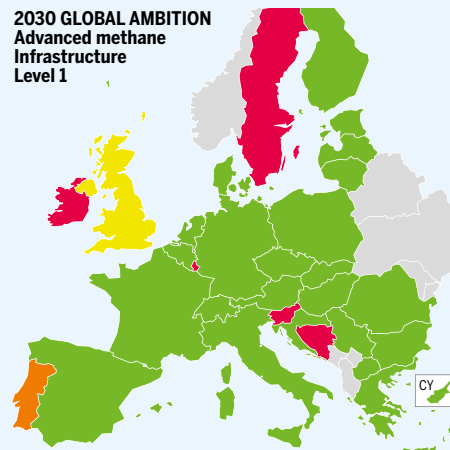 2030 GLOBAL AMBITION
Advanced methane
Infrastructure
Level 1
CY